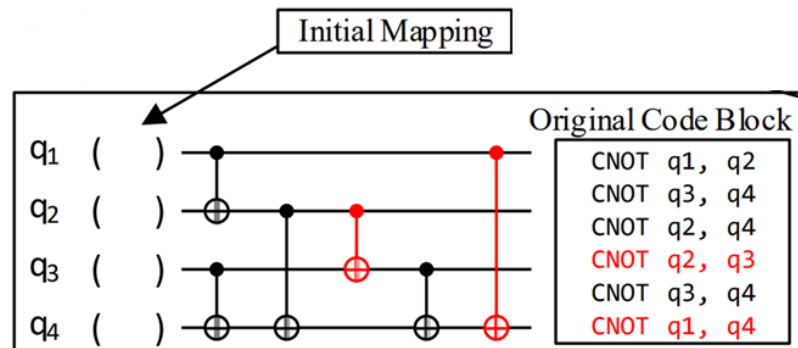 Initial Mapping
Original Code Block
q1 ( )
q2 ( )
q3 ( )
q4 ( )
CNOT q1, q2
CNOT q3, q4
CNOT q2, q4
CNOT q2, q3
CNOT q3, q4
CNOT q1, q4